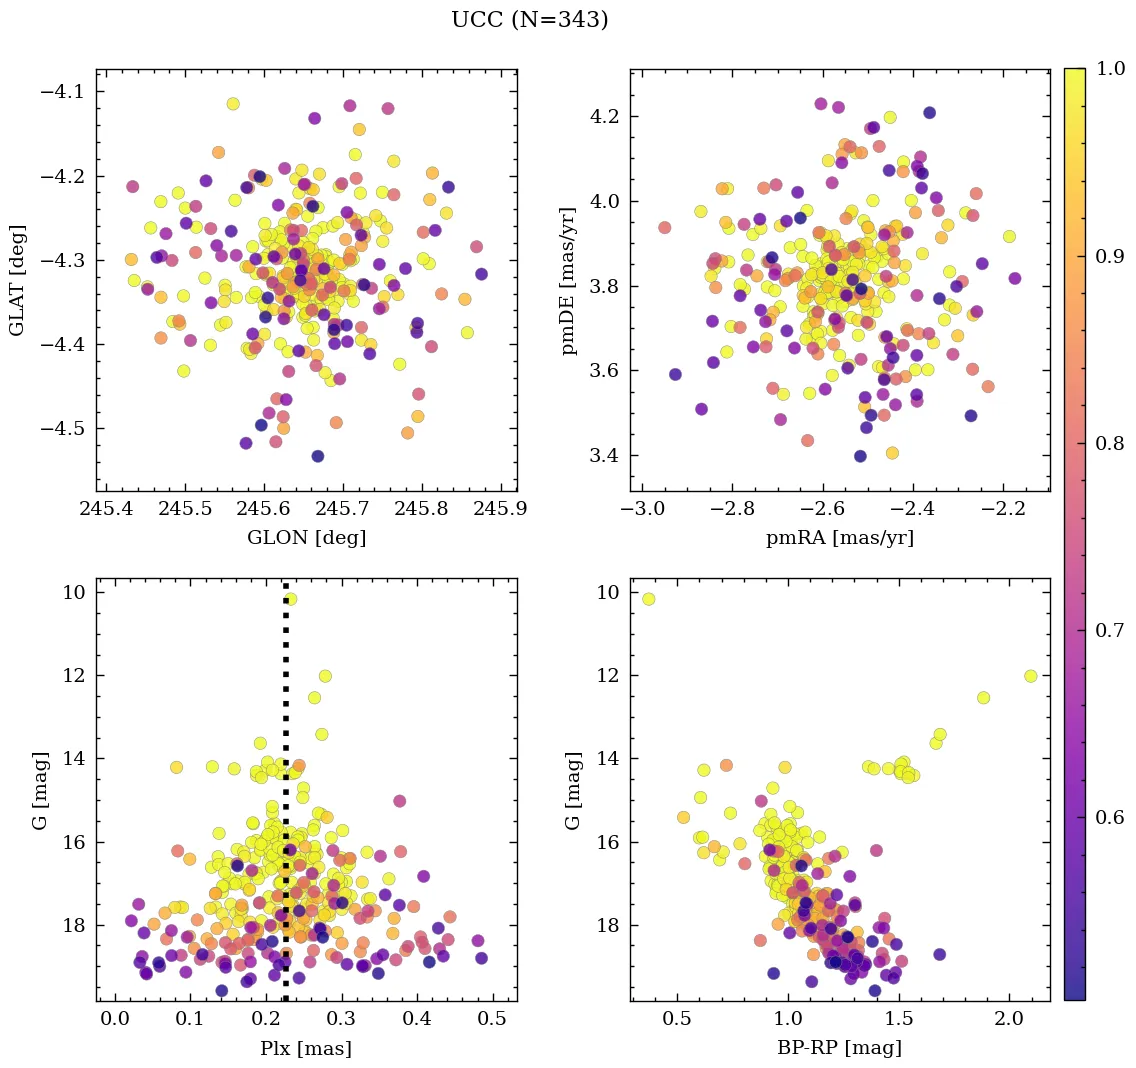 UCC (N=343)
−4.1
−4.2
−4.3
−4.4
−4.5
GLAT [deg]
245.4 245.5 245.6 245.7 245.8 245.9
GLON [deg]
4.2
4.0
3.8
3.6
3.4
pmDE [mas/yr]
−3.0 −2.8 −2.6 −2.4 −2.2
pmRA [mas/yr]
10
12
14
16
18
G [mag]
0.0 0.1 0.2 0.3 0.4 0.5
Plx [mas]
10
12
14
16
18
G [mag]
0.5 1.0 1.5 2.0
BP-RP [mag]
1.0
0.9
0.8
0.7
0.6